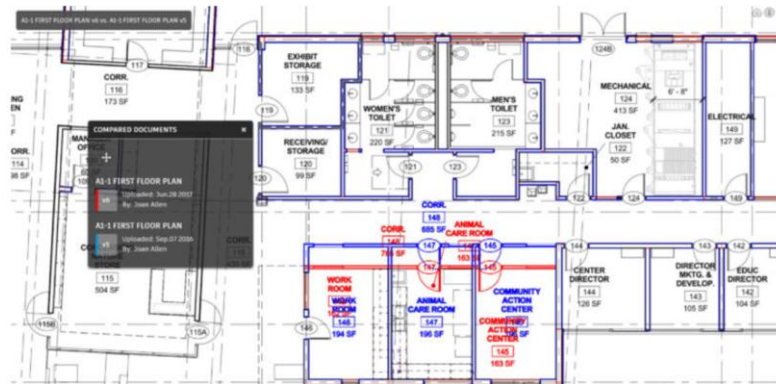 A1-1 FIRST FLOOR PLAN v6 vs. A1-1 FIRST FLOOR PLAN v5
117
CORR.
116
173 SF
116
EXHIBIT
STORAGE
119
133 SF
119
RECEIVING/
STORAGE
120
99 SF
120
WOMEN'S
TOILET
121
220 SF
121
MEN'S
TOILET
123
215 SF
123
124B
MECHANICAL
124
413 SF
6' - 8"
JAN.
CLOSET
122
50 SF
122
124
ELECTRICAL
149
127 SF
149
CORR.
114
COMPARED DOCUMENTS
A1-1 FIRST FLOOR PLAN
v6
Uploaded: Jun.28 2017
By: Joan Allen
A1-1 FIRST FLOOR PLAN
v5
Uploaded: Sep.07 2016
By: Joan Allen
115
504 SF
115B
115A
CORR.
148
685 SF
CORR.
148
ANIMAL
CARE ROOM
163 SF
147
145
147
145
146
WORK
ROOM
WORK
ROOM
146
194 SF
ANIMAL
CARE ROOM
147
196 SF
COMMUNITY
ACTION
CENTER
COMMUNITY
ACTION
CENTER
145
163 SF
144
CENTER
DIRECTOR
144
126 SF
143
DIRECTOR
MKTG. &
DEVELOP.
143
105 SF
142
EDUC
DIRECTOR
142
104 SF